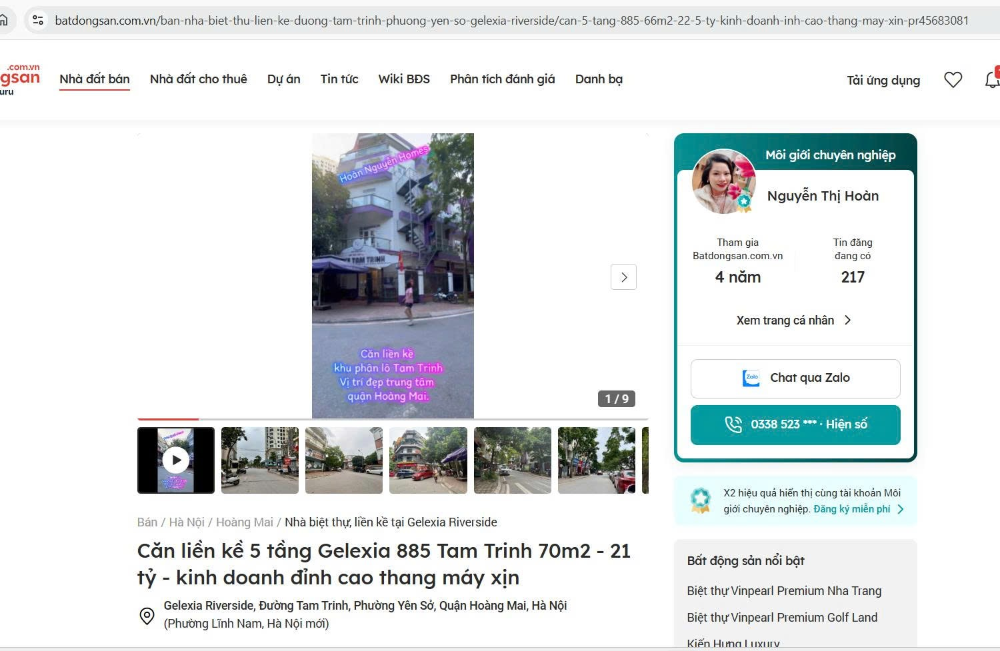 batdongsan.com.vn/ban-nha-biet-thu-lien-ke-duong-tam-trinh-phuong-yen-so-gelexia-riverside/can-5-tang-885-66m2-22-5-ty-kinh-doanh-inh-cao-thang-may-xin-pr45683081
.com.vn
gsan
uru
Nhà đất bán
Nhà đất cho thuê
Dự án
Tin tức
Wiki BĐS
Phân tích đánh giá
Danh bạ
Tải ứng dụng
Hoàn Nguyễn Homes
TAM TRINH
Căn liền kề
khu phân lô Tam Trinh
Vị trí đẹp trung tâm
quận Hoàng Mai.
1 / 9
Bán / Hà Nội / Hoàng Mai / Nhà biệt thự, liền kề tại Gelexia Riverside
Căn liền kề 5 tầng Gelexia 885 Tam Trinh 70m2 - 21
tỷ - kinh doanh đỉnh cao thang máy xịn
Gelexia Riverside, Đường Tam Trinh, Phường Yên Sở, Quận Hoàng Mai, Hà Nội
(Phường Lĩnh Nam, Hà Nội mới)
Môi giới chuyên nghiệp
Nguyễn Thị Hoàn
Tham gia
Batdongsan.com.vn
4 năm
Tin đăng
đang có
217
Xem trang cá nhân
Zalo
Chat qua Zalo
0338 523 *** · Hiện số
X2 hiệu quả hiển thị cùng tài khoản Môi
giới chuyên nghiệp. Đăng ký miễn phí
Bất động sản nổi bật
Biệt thự Vinpearl Premium Nha Trang
Biệt thự Vinpearl Premium Golf Land
Kiến Hưng Luxury